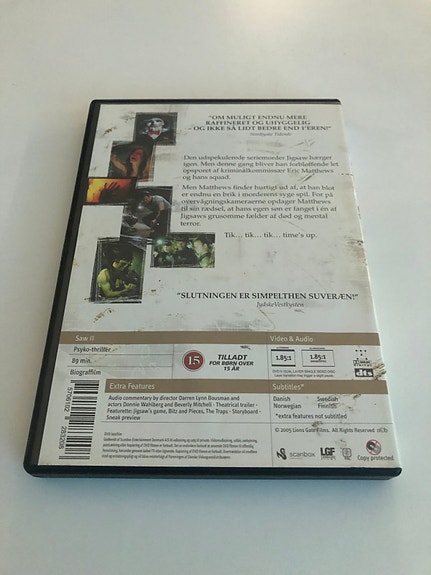 "OM MULIGT ENDNU MERE
RAFFINERET OG UHYGGELIG
- OG IKKE SÅ LIDT BEDRE END 1'EREN!"
Nordjyske Tidende
Den udspekulerede seriemorder Jigsaw hærger
igen. Men denne gang bliver han forbløffende let
opsporet af kriminalkommissær Eric Matthews
og hans squad.
Men Matthews finder hurtigt ud af, at han blot
er endnu en brik i morderens syge spil. For på
overvågningskameraerne opdager Matthews
til sin rædsel, at hans egen søn er fanget i én af
Jigsaws grusomme fælder af død og mental
terror.
Tik... tik... tik... time's up.
"SLUTNINGEN ER SIMPELTHEN SUVERÆN!"
JydskeVestkysten
Saw II
Psyko-thriller
89 min.
Biograffilm
15
TILLADT
FOR BØRN OVER
15 ÅR
Video & Audio
1.85:1
1.85:1
dts
Extra Features
Audio commentary by director Darren Lynn Bousman and
actors Donnie Wahlberg and Beverly Mitchell · Theatrical trailer ·
Featurette: Jigsaw's game, Bitz and Pieces, The Traps · Storyboard ·
Sneak preview
Subtitles*
Danish Swedish
Norwegian Finnish
*extra features not subtitled
© 2005 Lions Gate Films. All Rights Reserved
scanbox
LGF
Copy protected